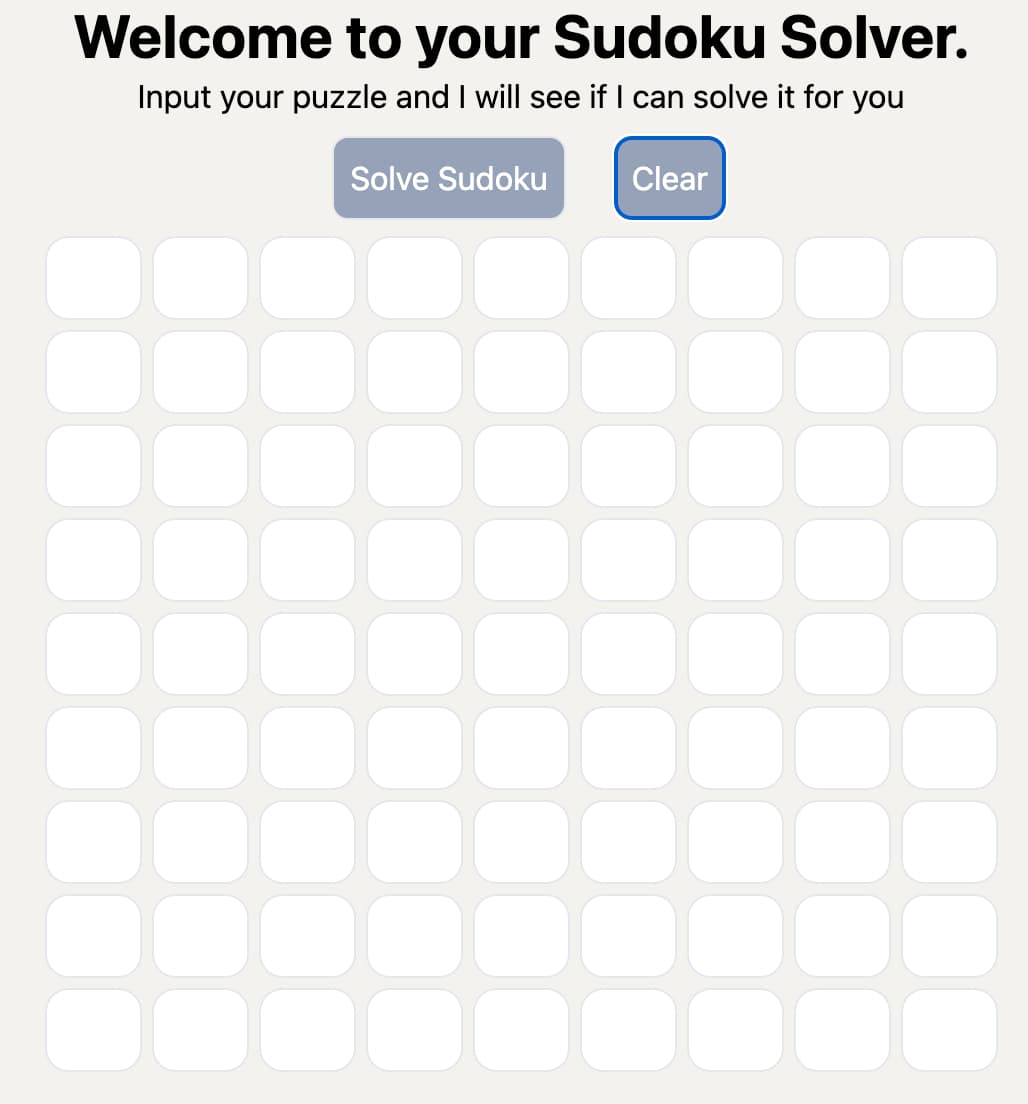 Welcome to your Sudoku Solver.
Input your puzzle and I will see if I can solve it for you
Solve Sudoku
Clear